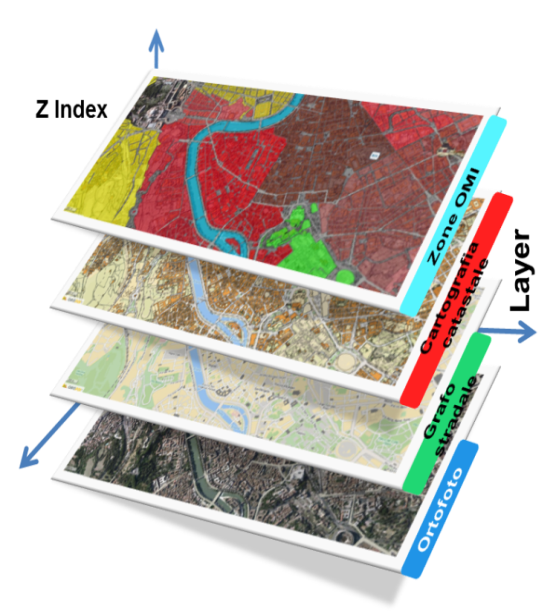 Z Index
Zone OMI
Cartografia
catastale
Layer
Grafo
stradale
Ortofoto